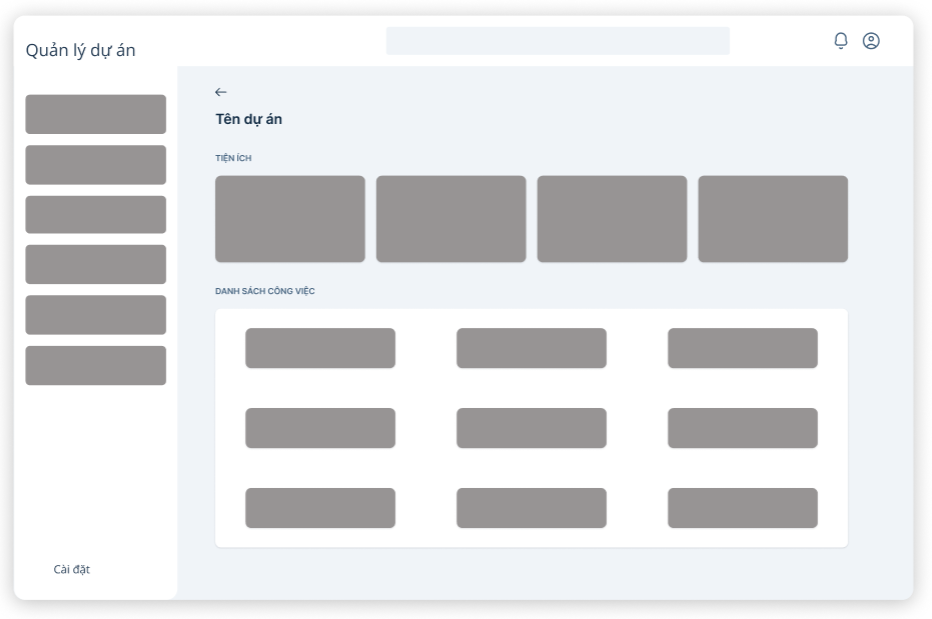 Quản lý dự án
Tên dự án
TIỆN ÍCH
DANH SÁCH CÔNG VIỆC
Cài đặt